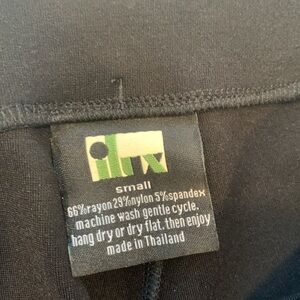 small
66%rayon 29%nylon 5%spandex
machine wash gentle cycle.
hang dry or dry flat. then enjoy
made in Thailand